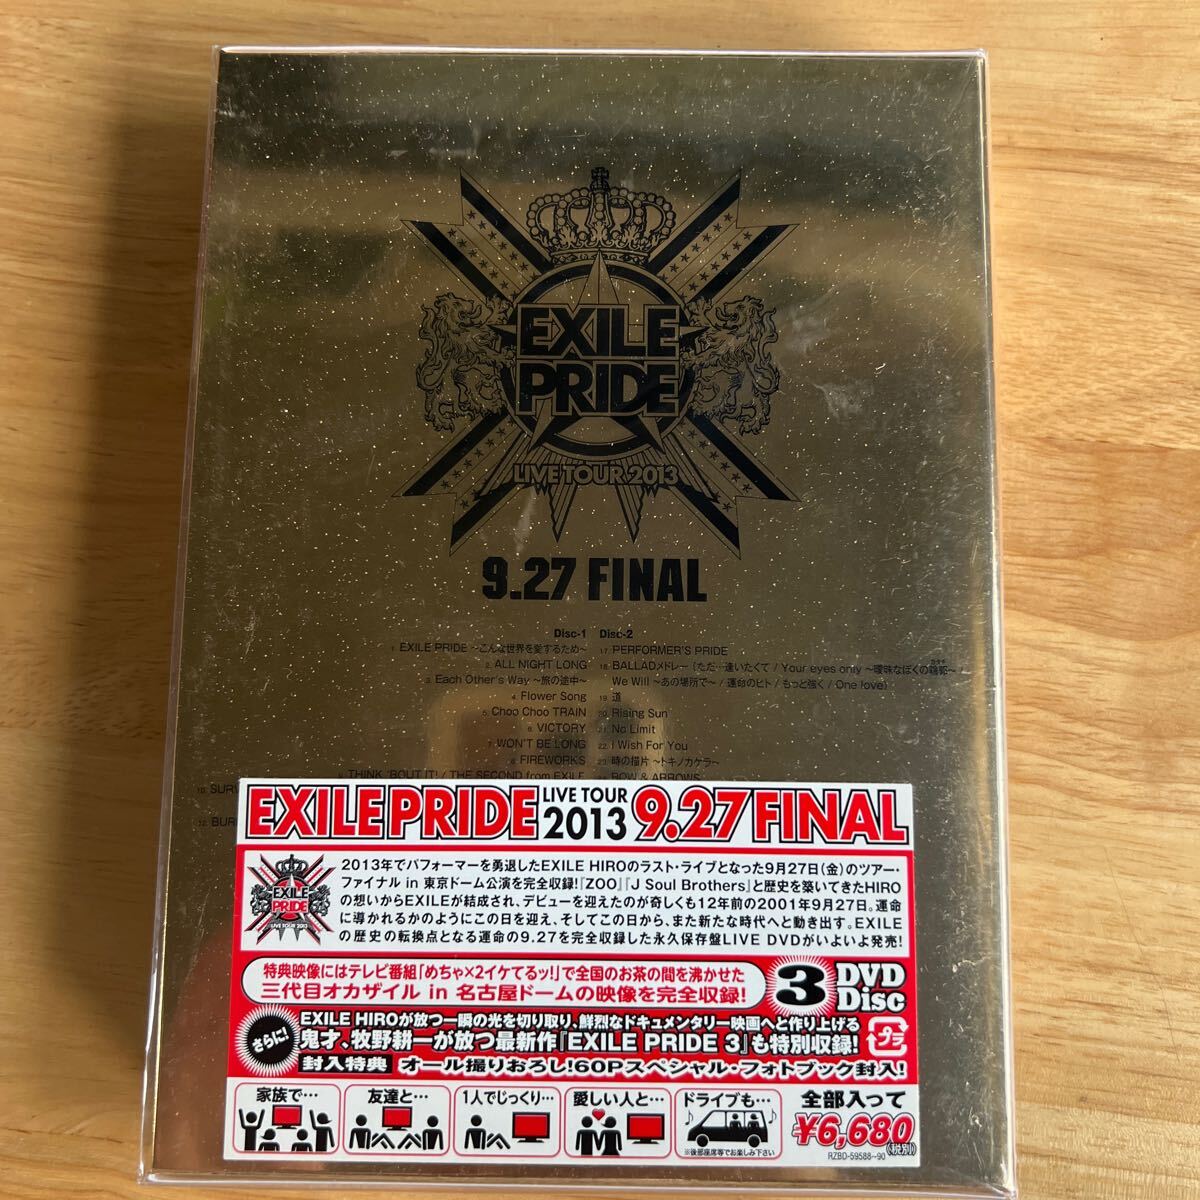 EXILE
PRIDE
LIVE TOUR 2013
9.27 FINAL
Disc-1
1. EXILE PRIDE ～こんな世界を愛するため～
2. ALL NIGHT LONG
3. Each Other's Way ～旅の途中～
4. Flower Song
5. Choo Choo TRAIN
6. VICTORY
7. WON'T BE LONG
8. FIREWORKS
9. THINK 'BOUT IT! / THE SECOND from EXILE
10. SURV
12. BUR
Disc-2
17. PERFORMER'S PRIDE
18. BALLADメドレー (ただ…逢いたくて / Your eyes only ～曖昧なぼくの輪郭～ /
We Will ～あの場所で～ / 運命のヒト / もっと強く / One love)
19. 道
20. Rising Sun
21. No Limit
22. I Wish For You
23. 時の描片 ～トキノカケラ～
24. BOW & ARROWS
EXILE PRIDE LIVE TOUR 2013 9.27 FINAL
EXILE
PRIDE
LIVE TOUR 2013
2013年でパフォーマーを勇退したEXILE HIROのラスト・ライブとなった9月27日(金)のツアー・
ファイナル in 東京ドーム公演を完全収録!『ZOO』『J Soul Brothers』と歴史を築いてきたHIRO
の想いからEXILEが結成され、デビューを迎えたのが奇しくも12年前の2001年9月27日。運命
に導かれるかのようにこの日を迎え、そしてこの日から、また新たな時代へと動き出す。EXILE
の歴史の転換点となる運命の9.27を完全収録した永久保存盤LIVE DVDがいよいよ発売!
特典映像にはテレビ番組「めちゃ×2イケてるッ!」で全国のお茶の間を沸かせた
三代目オカザイル in 名古屋ドームの映像を完全収録!
3 DVD Disc
さらに!
EXILE HIROが放つ一瞬の光を切り取り、鮮烈なドキュメンタリー映画へと作り上げる
鬼才、牧野耕一が放つ最新作『EXILE PRIDE 3』も特別収録!
プラ
封入特典 オール撮りおろし!60Pスペシャル・フォトブック封入!
家族で…
友達と…
1人でじっくり…
愛しい人と…
ドライブも…
※後部座席等でお楽しみ下さい
全部入って
¥6,680(税別)
RZBD-59588~90